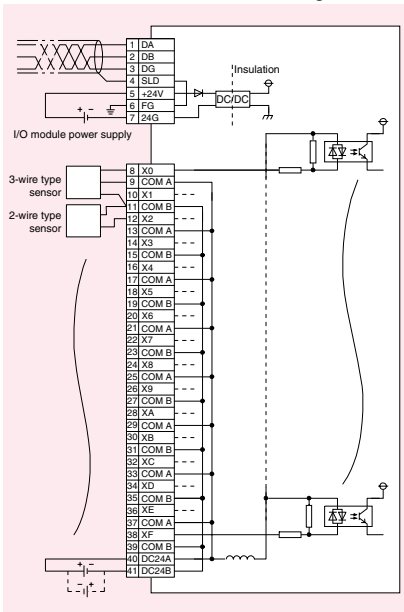 1 DA
2 DB
3 DG
4 SLD
5 +24V
6 FG
7 24G
Insulation
DC/DC
+ -
I/O module power supply
3-wire type
sensor
2-wire type
sensor
8 X0
9 COM A
10 X1
11 COM B
12 X2
13 COM A
14 X3
15 COM B
16 X4
17 COM A
18 X5
19 COM B
20 X6
21 COM A
22 X7
23 COM B
24 X8
25 COM A
26 X9
27 COM B
28 XA
29 COM A
30 XB
31 COM B
32 XC
33 COM A
34 XD
35 COM B
36 XE
37 COM A
38 XF
39 COM B
40 DC24A
41 DC24B
+ -
- +